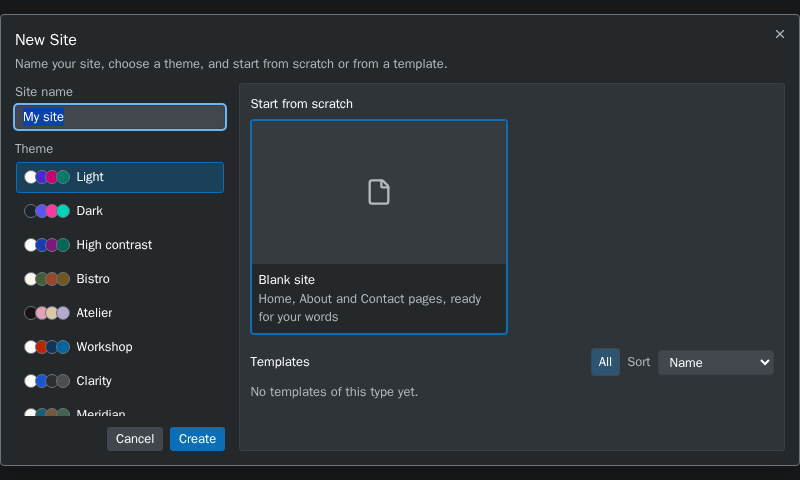 New Site
Name your site, choose a theme, and start from scratch or from a template.
Site name
My site
Theme
Light
Dark
High contrast
Bistro
Atelier
Workshop
Clarity
Meridian
Cancel
Create
Start from scratch
Blank site
Home, About and Contact pages, ready
for your words
Templates
All
Sort
Name
No templates of this type yet.